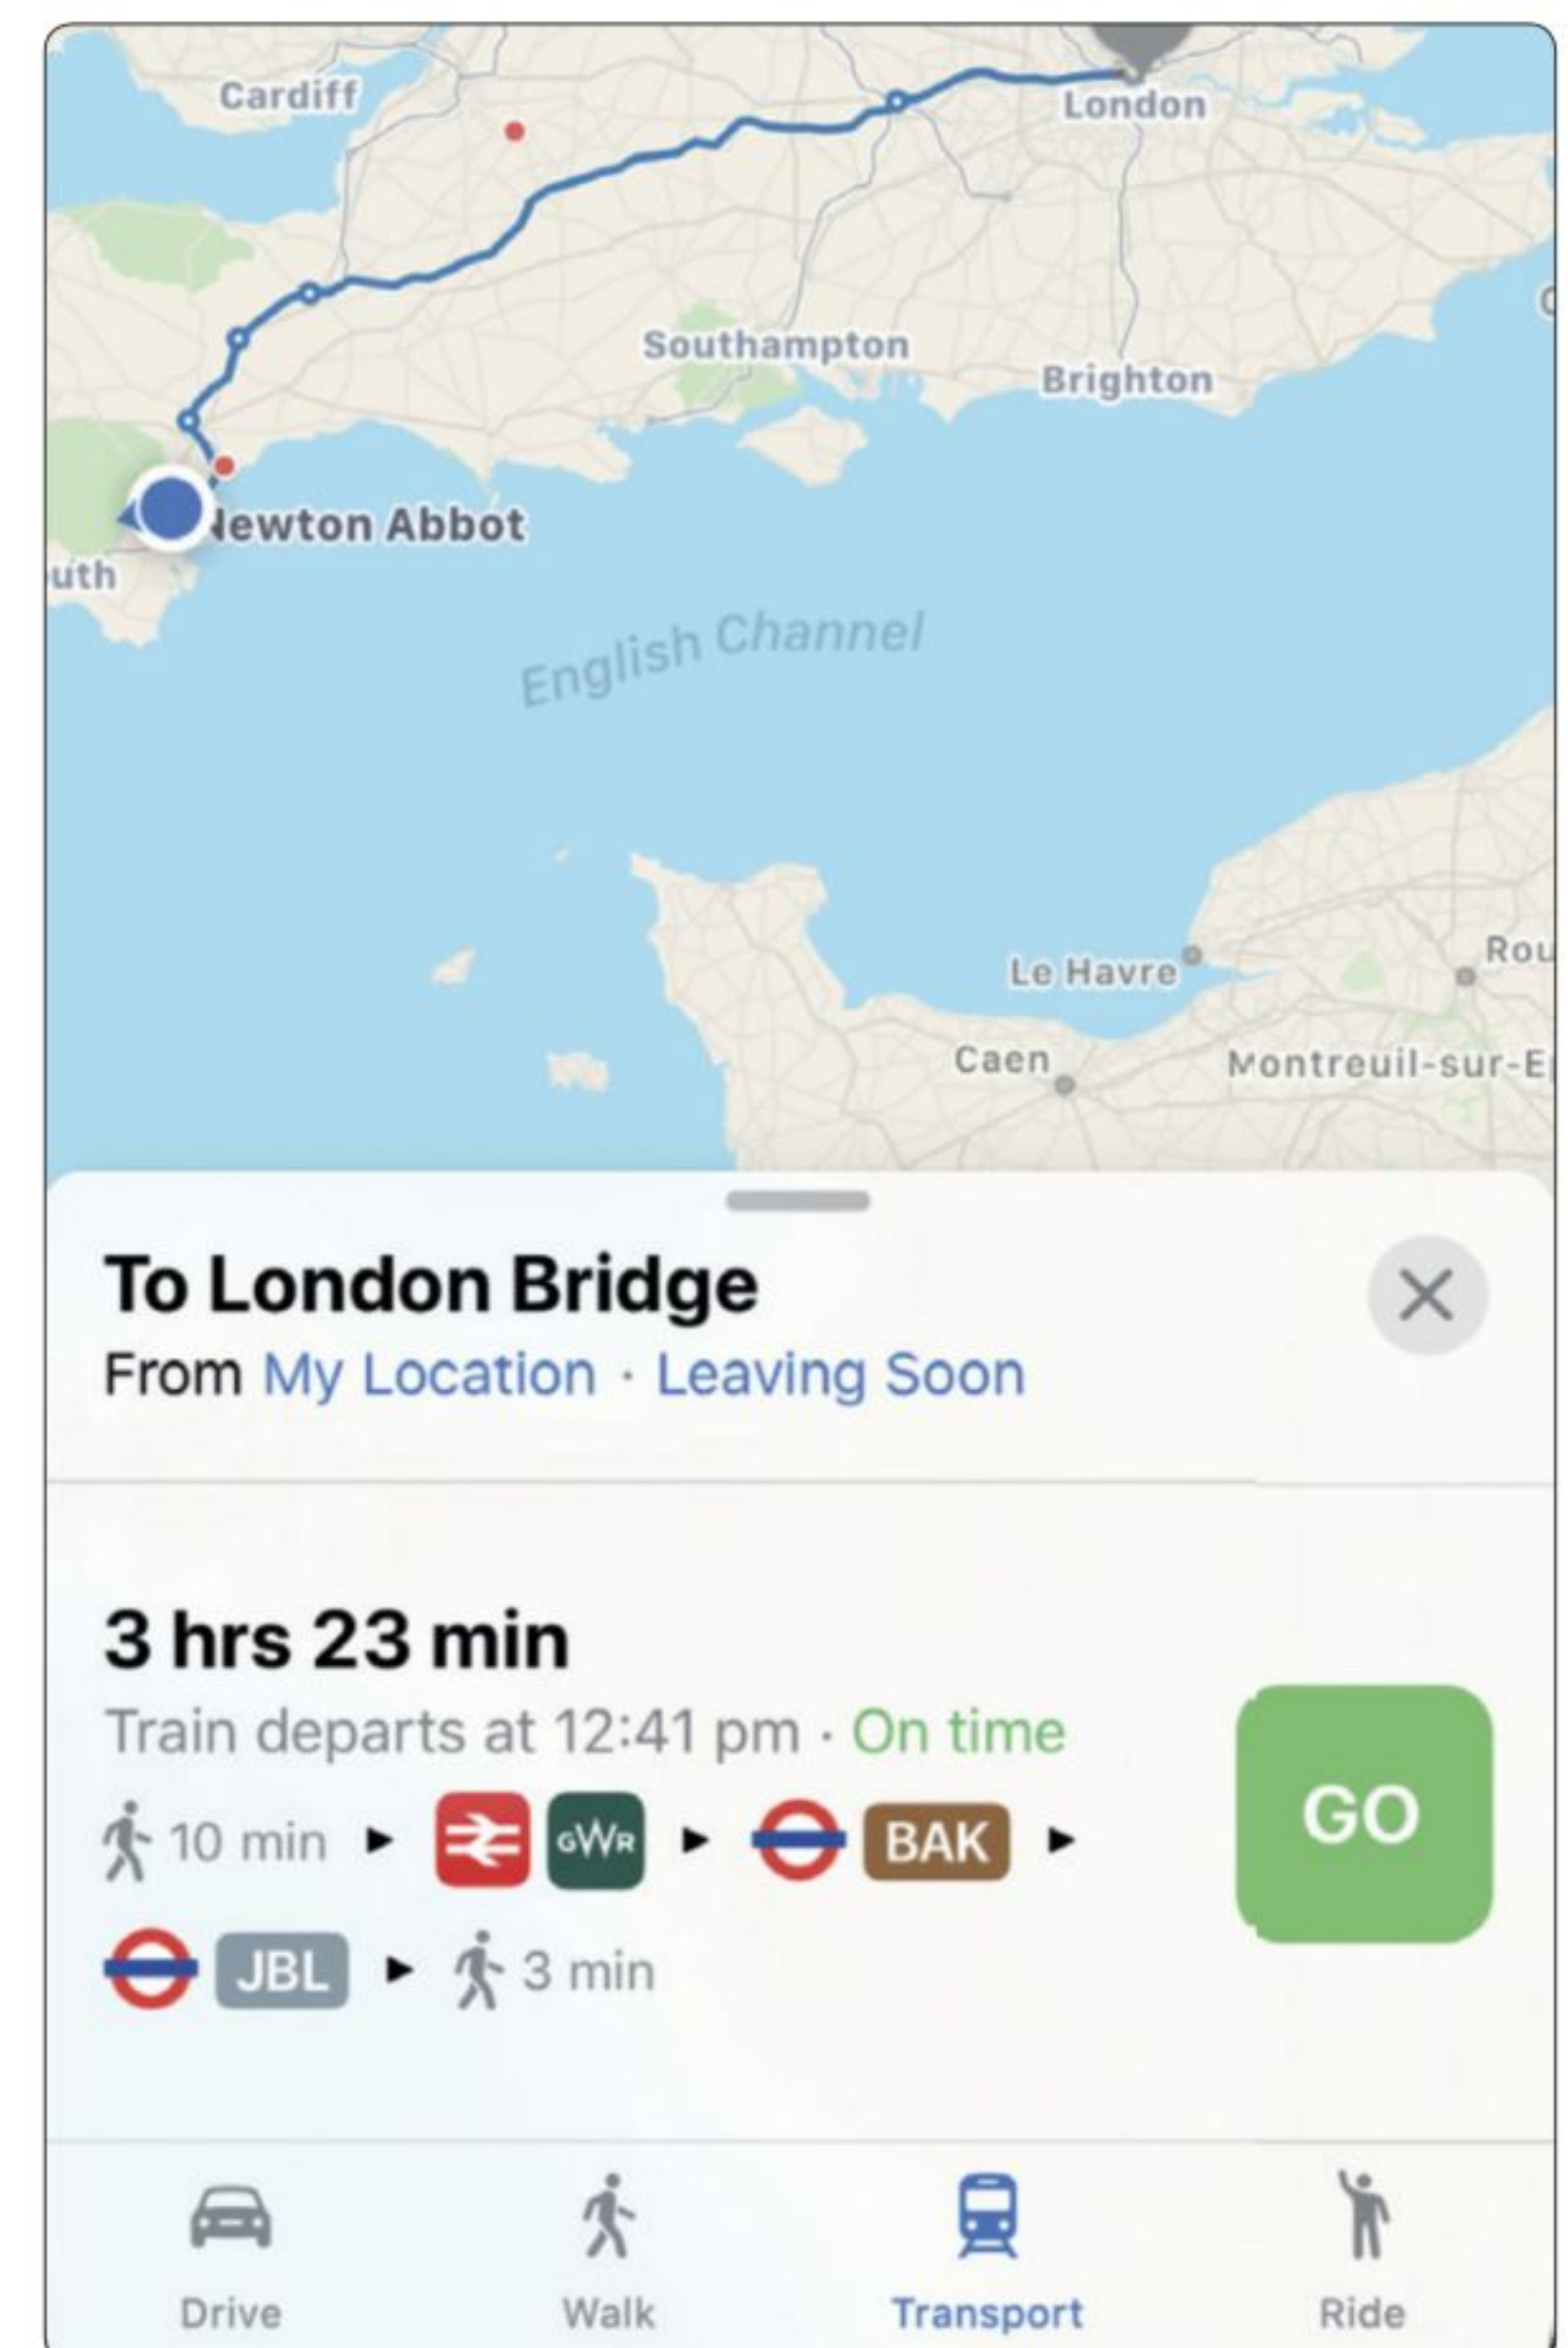 Cardiff
London
Southampton
Brighton
Newton Abbot
uth
English Channel
Le Havre
Rou
Caen
Montreuil-sur-E
To London Bridge
From My Location · Leaving Soon
3 hrs 23 min
Train departs at 12:41 pm · On time
10 min ► GWR ► BAK ►
JBL ► 3 min
GO
Drive Walk Transport Ride